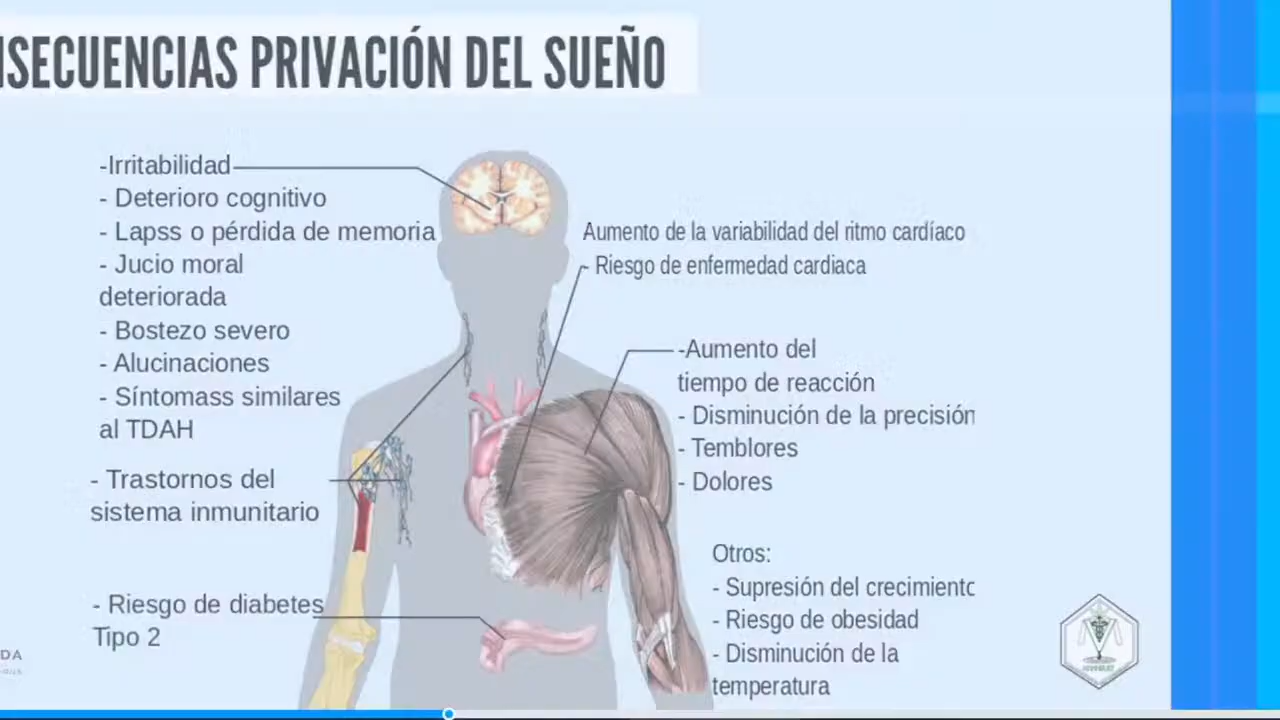 NSECUENCIAS PRIVACIÓN DEL SUEÑO
-Irritabilidad
- Deterioro cognitivo
- Lapss o pérdida de memoria
- Jucio moral
deteriorada
- Bostezo severo
- Alucinaciones
- Síntomass similares
al TDAH
- Trastornos del
sistema inmunitario
- Riesgo de diabetes
Tipo 2
Aumento de la variabilidad del ritmo cardíaco
- Riesgo de enfermedad cardiaca
-Aumento del
tiempo de reacción
- Disminución de la precisión
- Temblores
- Dolores
Otros:
- Supresión del crecimiento
- Riesgo de obesidad
- Disminución de la
temperatura
DA